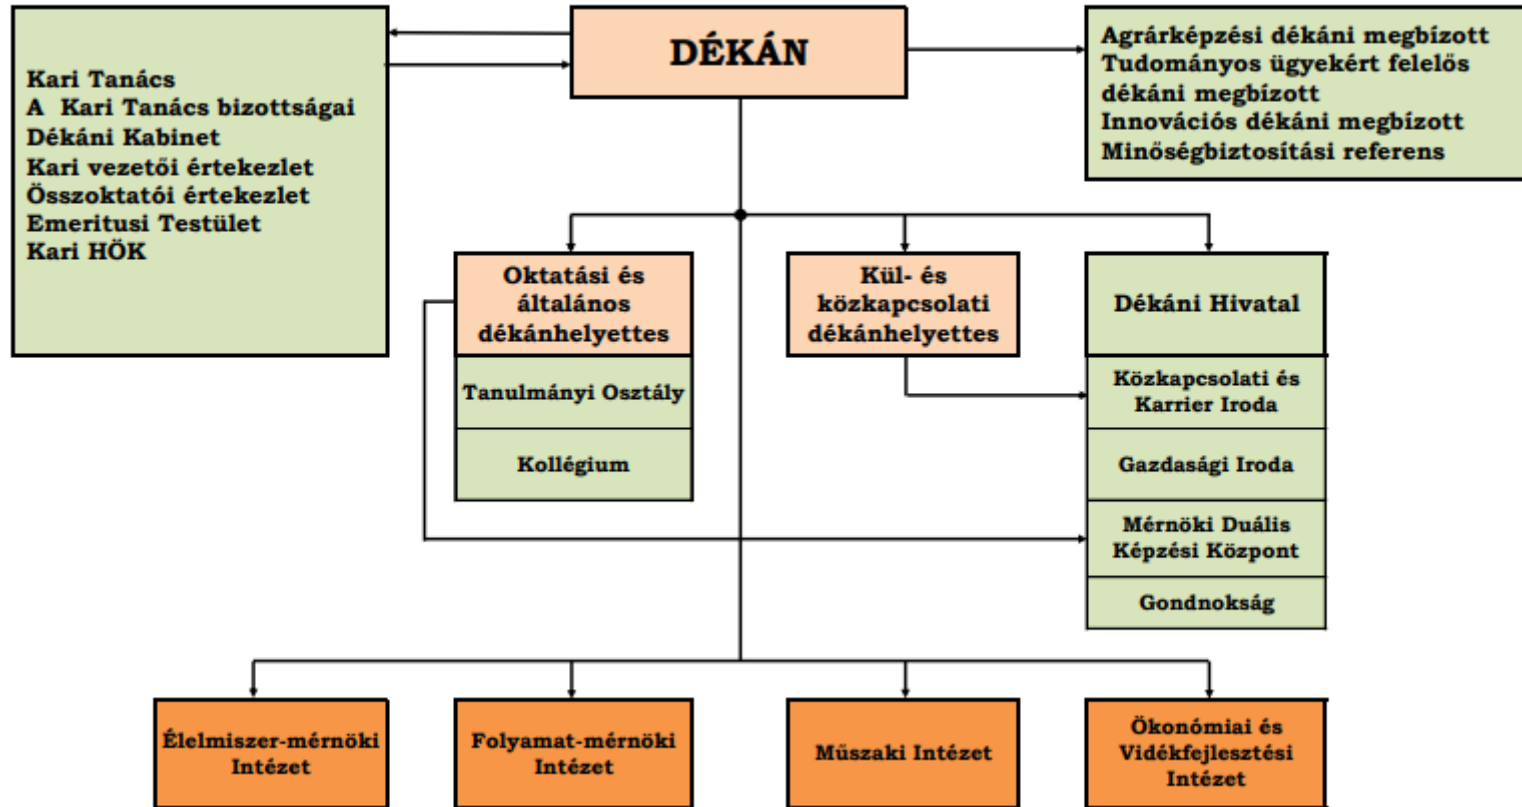 DÉKÁN
Kari Tanács
A Kari Tanács bizottságai
Dékáni Kabinet
Kari vezetői értekezlet
Összoktatói értekezlet
Emeritusi Testület
Kari HÖK
Agrárképzési dékáni megbízott
Tudományos ügyekért felelős
dékáni megbízott
Innovációs dékáni megbízott
Minőségbiztosítási referens
Oktatási és
általános
dékánhelyettes
Tanulmányi Osztály
Kollégium
Kül- és
közkapcsolati
dékánhelyettes
Dékáni Hivatal
Közkapcsolati és
Karrier Iroda
Gazdasági Iroda
Mérnöki Duális
Képzési Központ
Gondnokság
Élelmiszer-mérnöki
Intézet
Folyamat-mérnöki
Intézet
Műszaki Intézet
Ökonómiai és
Vidékfejlesztési
Intézet